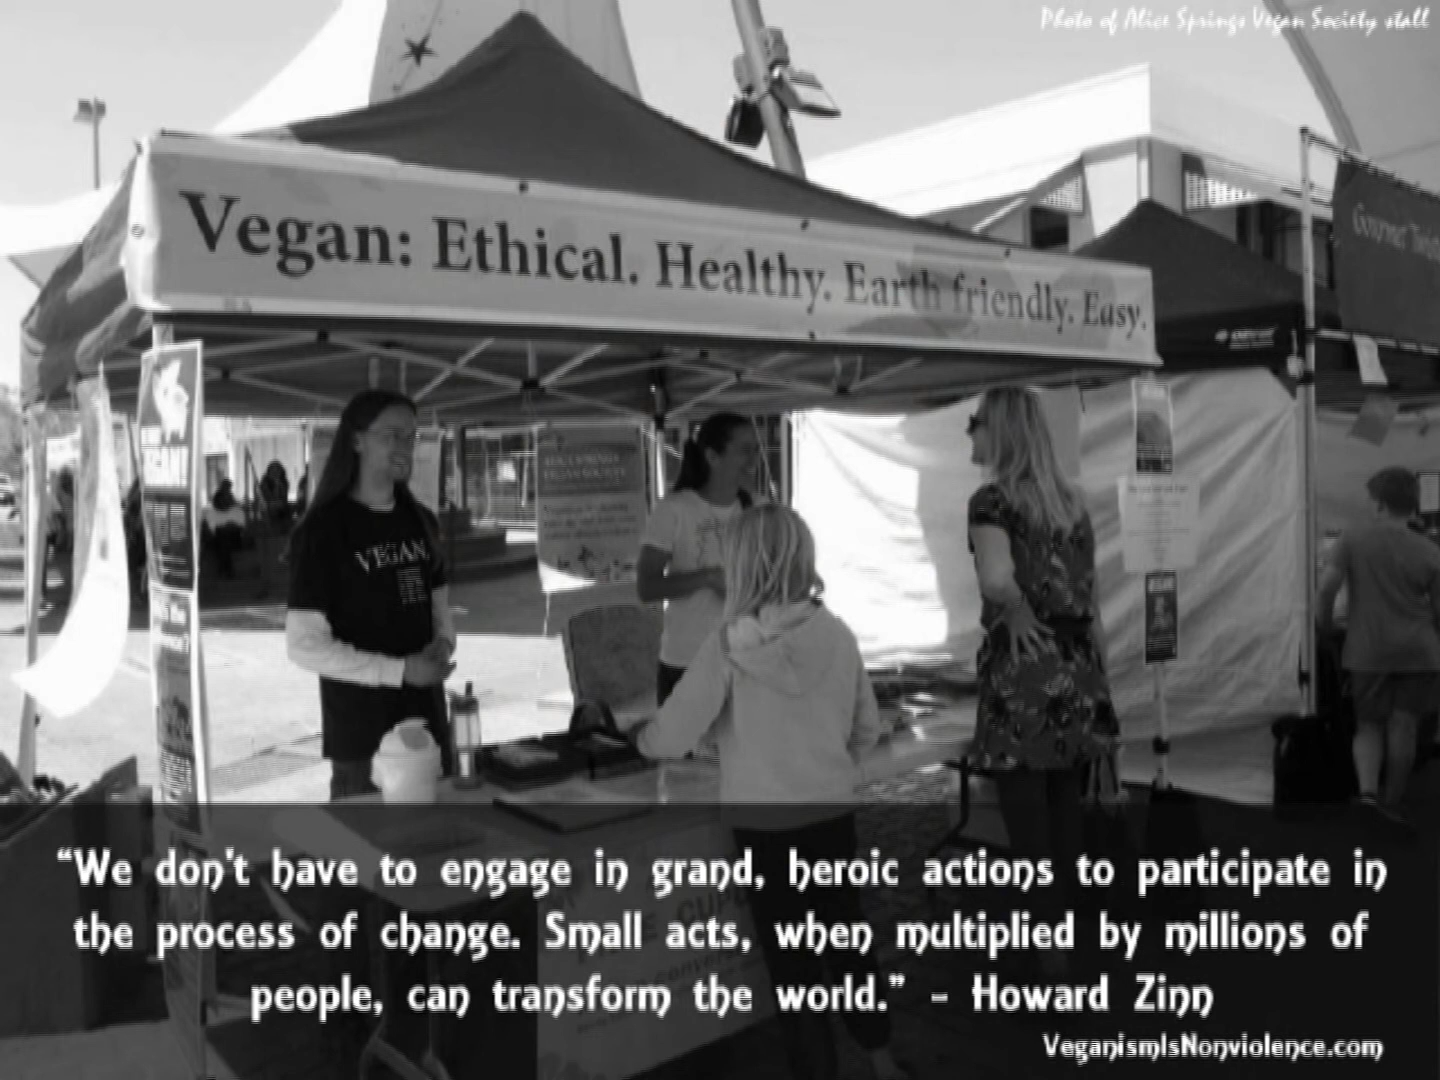 Photo of Alice Springs Vegan Society stall
Vegan: Ethical. Healthy. Earth friendly. Easy.
VEGAN.
“We don't have to engage in grand, heroic actions to participate in
the process of change. Small acts, when multiplied by millions of
people, can transform the world.” - Howard Zinn
VeganismIsNonviolence.com